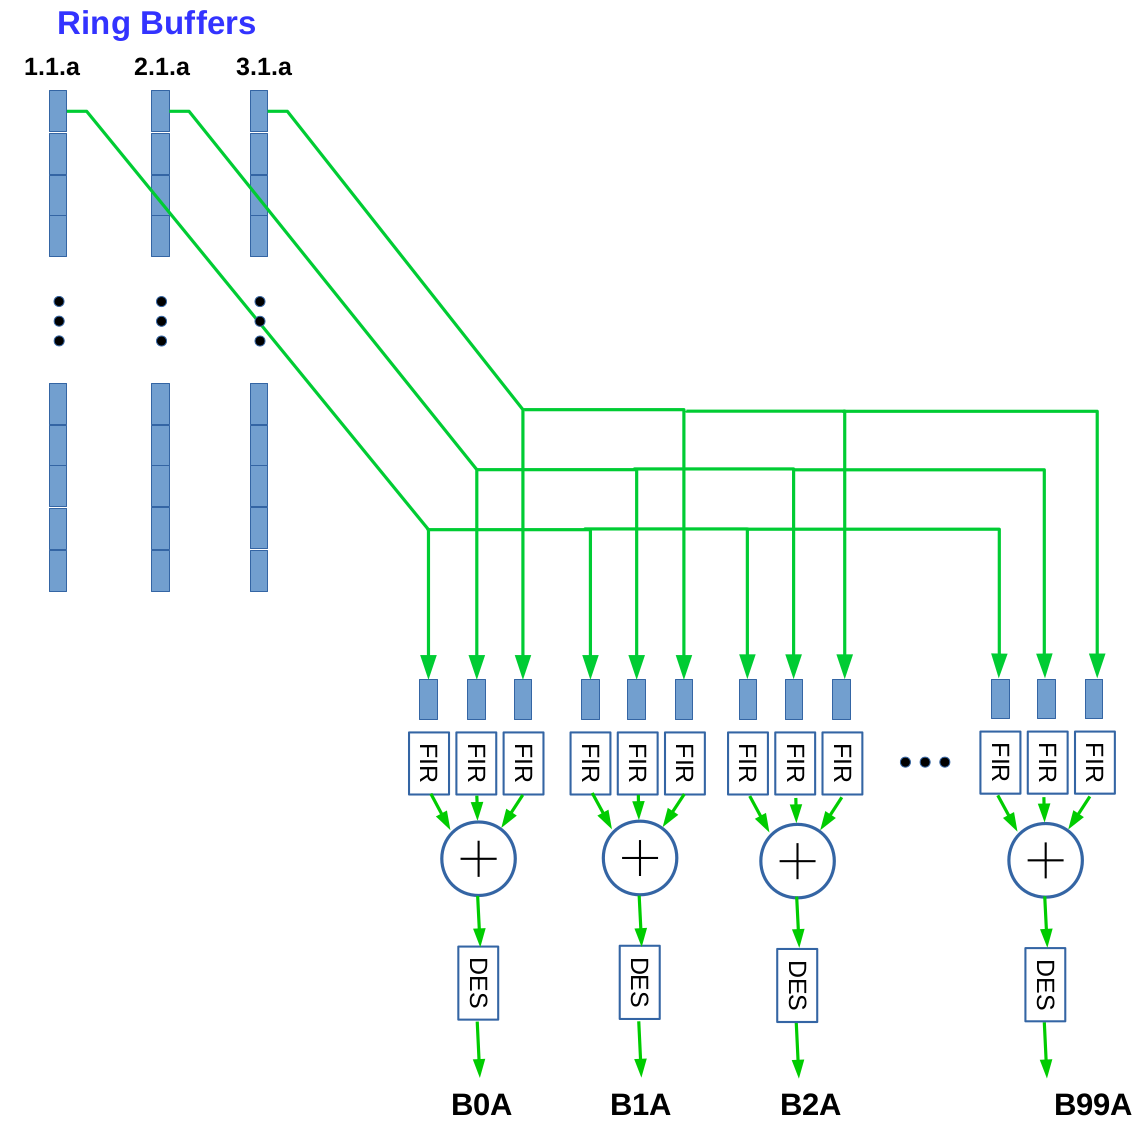 Ring Buffers
1.1.a 2.1.a 3.1.a
FIR FIR FIR FIR FIR FIR FIR FIR FIR FIR FIR FIR
DES DES DES DES
B0A B1A B2A B99A